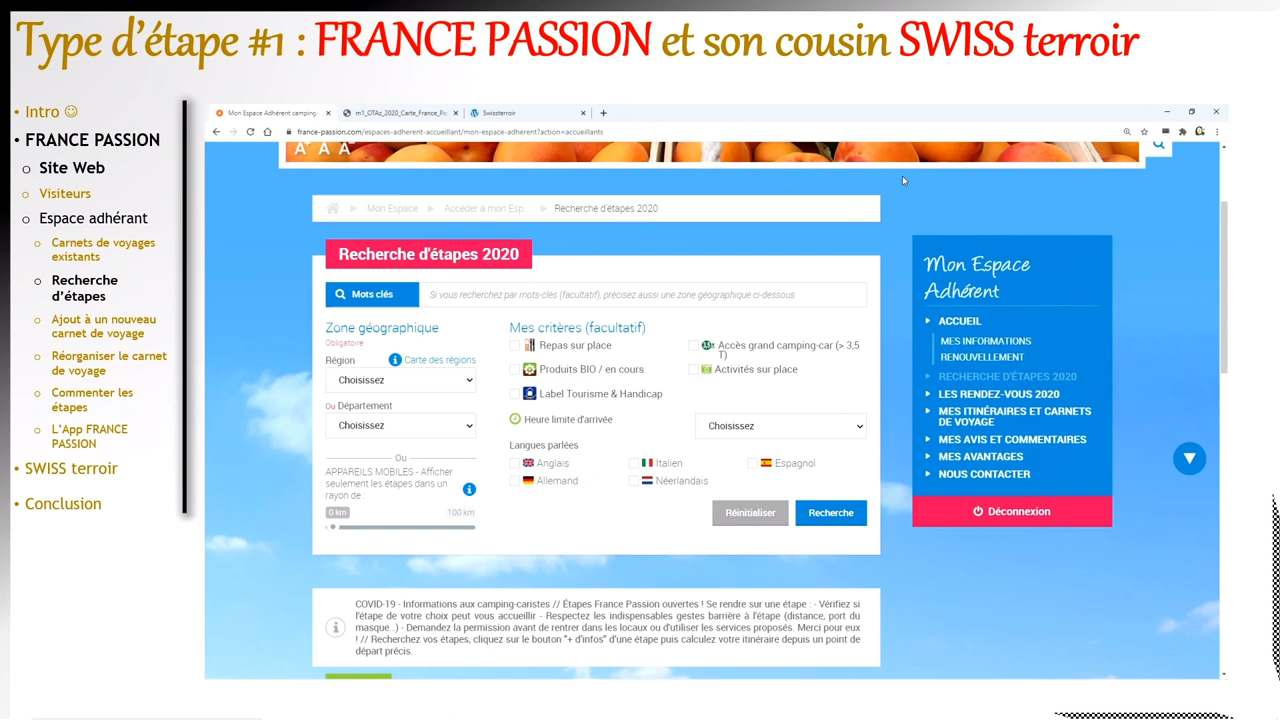 Type d'étape #1 : FRANCE PASSION et son cousin SWISS terroir
• Intro ☺
• FRANCE PASSION
o Site Web
o Visiteurs
o Espace adhérant
o Carnets de voyages
existants
o Recherche
d'étapes
o Ajout à un nouveau
carnet de voyage
o Réorganiser le carnet
de voyage
o Commenter les
étapes
o L'App FRANCE
PASSION
• SWISS terroir
• Conclusion
Mon Espace Adhérent camping-
m1_OTAz_2020_Carte_France_Pa
Swissterroir
france-passion.com/espaces-adherent-accueillant/mon-espace-adherent?action=accueillants
A A A
Mon Espace
Accéder à mon Esp...
Recherche d'étapes 2020
Recherche d'étapes 2020
Mots clés
Si vous recherchez par mots-clés (facultatif), précisez aussi une zone géographique ci-dessous
Zone géographique
Obligatoire
Région
Carte des régions
Choisissez
Ou Département
Choisissez
Ou
APPAREILS MOBILES - Afficher
seulement les étapes dans un
rayon de :
0 km
100 km
Mes critères (facultatif)
Repas sur place
Accès grand camping-car (> 3,5
T)
Produits BIO / en cours
Activités sur place
Label Tourisme & Handicap
Heure limite d'arrivée
Choisissez
Langues parlées
Anglais
Italien
Espagnol
Allemand
Néerlandais
Réinitialiser
Recherche
Mon Espace
Adhérent
ACCUEIL
MES INFORMATIONS
RENOUVELLEMENT
RECHERCHE D'ÉTAPES 2020
LES RENDEZ-VOUS 2020
MES ITINÉRAIRES ET CARNETS
DE VOYAGE
MES AVIS ET COMMENTAIRES
MES AVANTAGES
NOUS CONTACTER
Déconnexion
COVID-19 - Informations aux camping-caristes // Étapes France Passion ouvertes ! Se rendre sur une étape : - Vérifiez si
l'étape de votre choix peut vous accueillir - Respectez les indispensables gestes barrière à l'étape (distance, port du
masque...) - Demandez la permission avant de rentrer dans les locaux ou d'utiliser les services proposés. Merci pour eux
! // Recherchez vos étapes, cliquez sur le bouton "+ d'infos" d'une étape puis calculez votre itinéraire depuis un point de
départ précis.